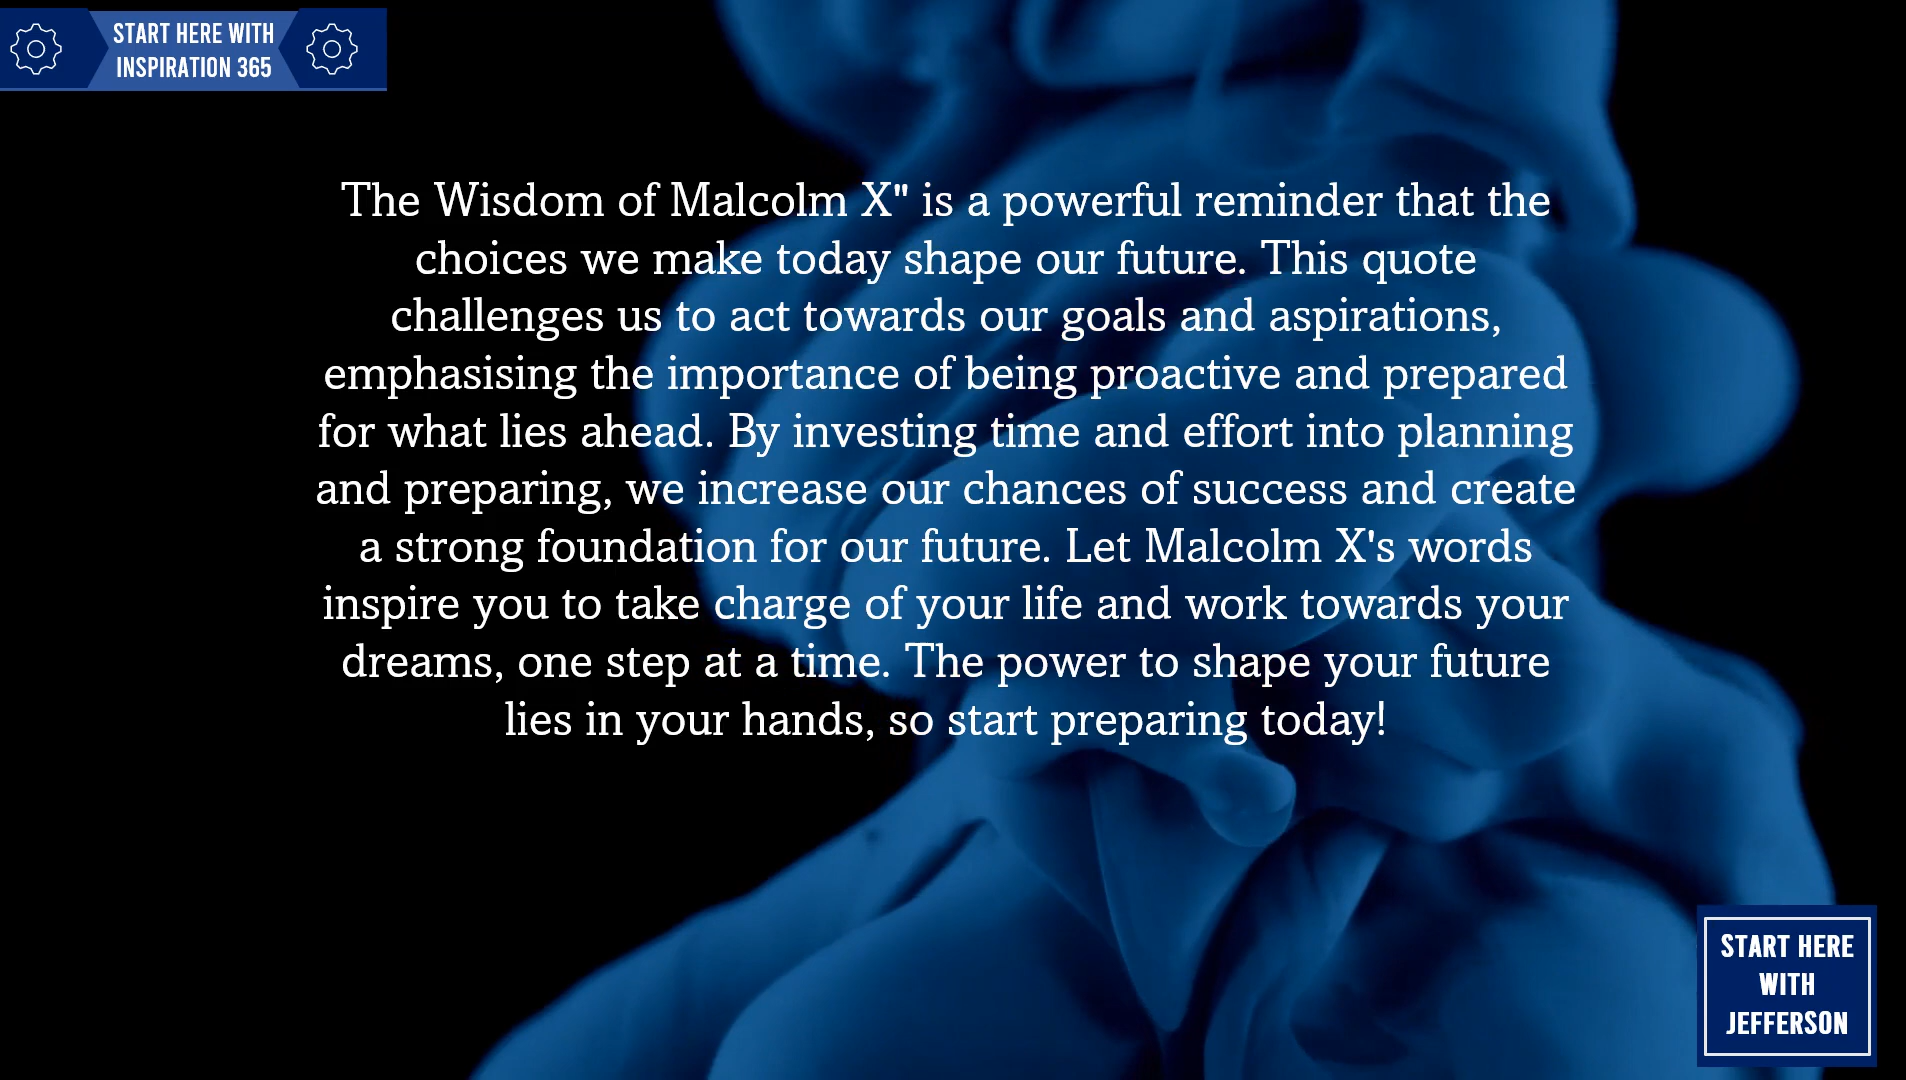 START HERE WITH
INSPIRATION 365
The Wisdom of Malcolm X" is a powerful reminder that the
choices we make today shape our future. This quote
challenges us to act towards our goals and aspirations,
emphasising the importance of being proactive and prepared
for what lies ahead. By investing time and effort into planning
and preparing, we increase our chances of success and create
a strong foundation for our future. Let Malcolm X's words
inspire you to take charge of your life and work towards your
dreams, one step at a time. The power to shape your future
lies in your hands, so start preparing today!
START HERE
WITH
JEFFERSON